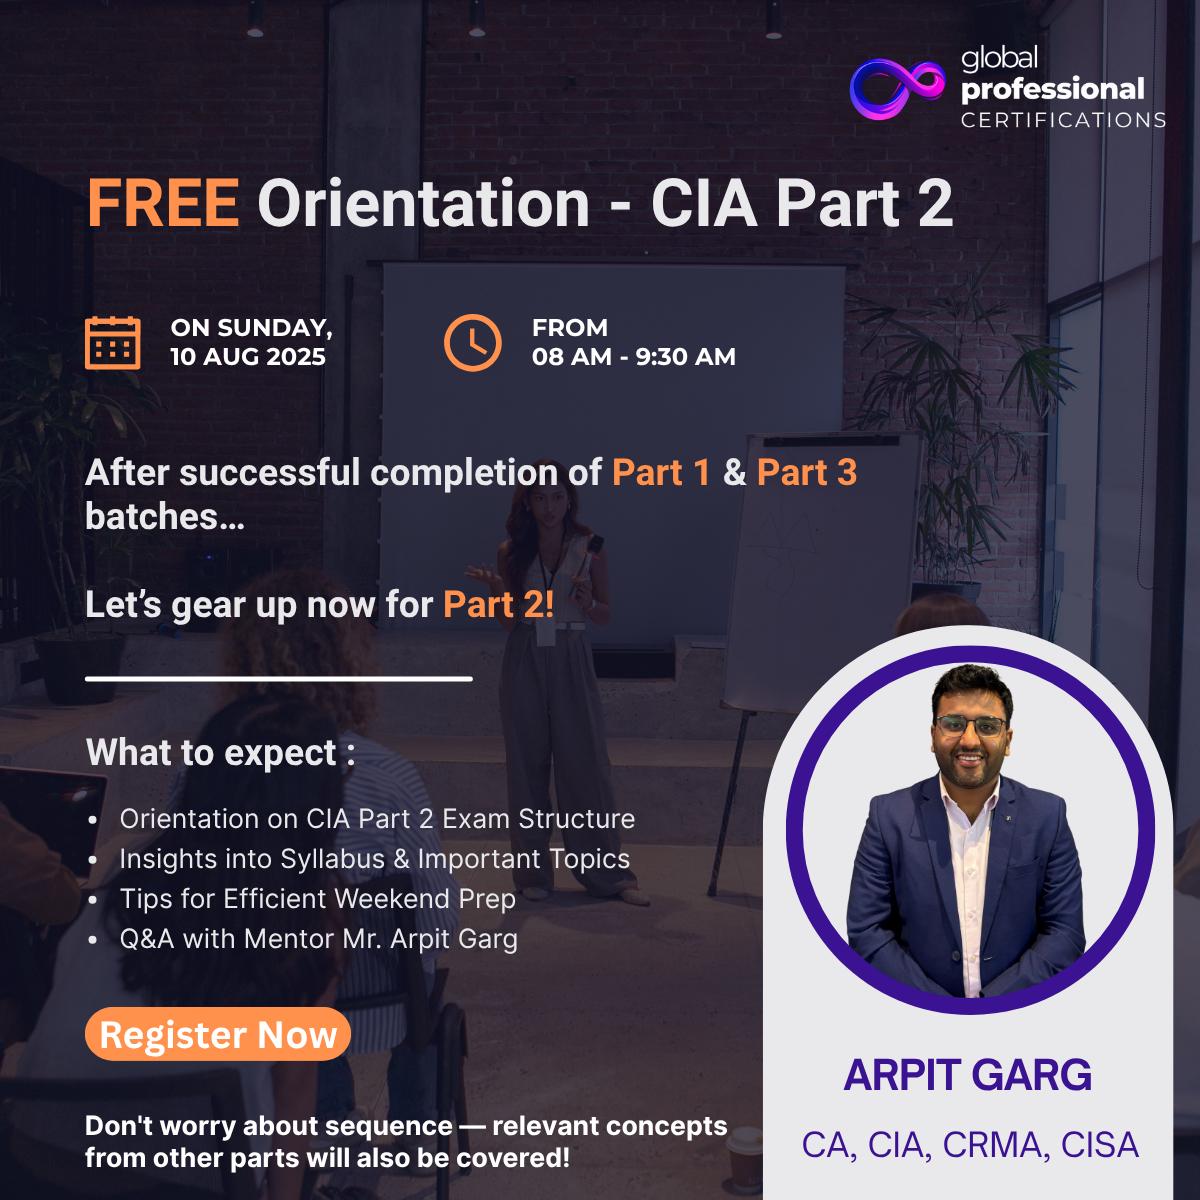 global
professional
CERTIFICATIONS
FREE Orientation - CIA Part 2
ON SUNDAY,
10 AUG 2025
FROM
08 AM - 9:30 AM
After successful completion of Part 1 & Part 3
batches...
Let's gear up now for Part 2!
What to expect :
• Orientation on CIA Part 2 Exam Structure
• Insights into Syllabus & Important Topics
• Tips for Efficient Weekend Prep
• Q&A with Mentor Mr. Arpit Garg
Register Now
Don't worry about sequence — relevant concepts
from other parts will also be covered!
ARPIT GARG
CA, CIA, CRMA, CISA